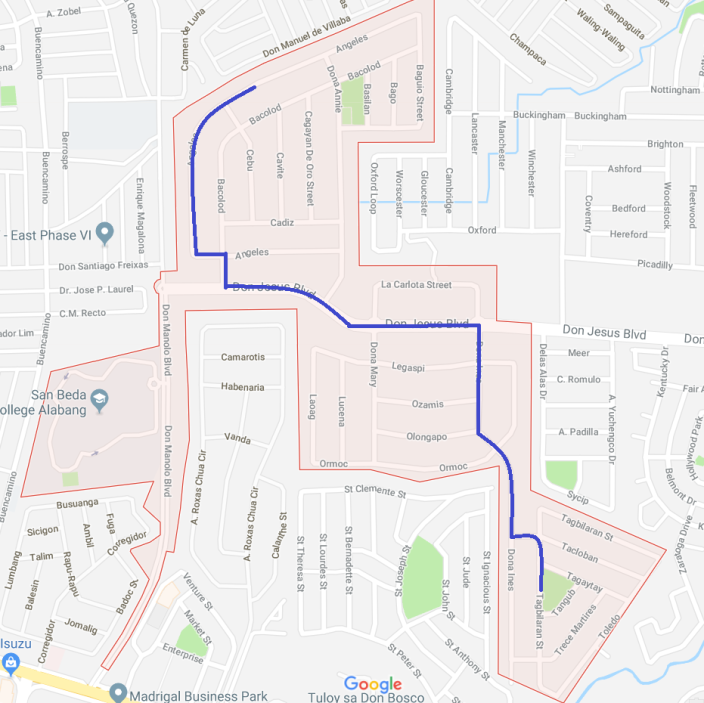 A. Zobel
Quezon
Buencamino
Carmen de Luna
Don Manuel de Villaba
Angeles
Sampaguita
Waling-Waling
Champaca
Bacolod
Dona Annie
Basilan
Bago
Baguio Street
Cambridge
Nottingham
Lancaster
Manchester
Buckingham
Buckingham
Bacolod
Cagayan De Oro Street
Berrospe
Buencamino
Angeles
Cebu
Cavite
Brighton
Winchester
Ashford
Oxford Loop
Worscester
Gloucester
Cambridge
Woodstock
Fleetwood
Bacolod
Enrique Magalona
Bedford
Coventry
Cadiz
Oxford
Hereford
- East Phase VI
Angeles
Don Santiago Freixas
Picadilly
Dr. Jose P. Laurel
Don Jesus Blvd
La Carlota Street
C.M. Recto
Don Jesus Blvd
Don Jesus Blvd
Don
ador Lim
Buencamino
Don Manolo Blvd
Camarotis
Dona Mary
Legaspi
Delas Alas Dr
Meer
C. Romulo
Kentucky Dr
Fair
San Beda
College Alabang
Habenaria
Laoag
Lucena
Ozamis
A. Yuchengco Dr
Hollywood Park
Don Manolo Blvd
Vanda
Olongapo
A. Padilla
Ormoc
Ormoc
Belmont Dr
Buencamino
A. Roxas Chua Cir
A. Roxas Chua Cir
St Clemente St
Sycip
Busuanga
Sicigon
Ambil
Fuga
Corregidor
Calanthe St
Tagbilaran St
Zarzuela Drive
Talim
Rapu-Rapu
Lumbang
Balesin
Badoc St
St Theresa St
St Lourdes St
St Bernadette St
St Joseph St
St Jude
St Ignacious St
Dona Ines
Tacloban
Tagaytay
Tangub
Venture St
Market St
St John St
Tagbilaran St
Trece Martires
Toledo
Jomalig
Corregidor
Isuzu
Enterprise
St Peter St
St Anthony St
Google
Madrigal Business Park
Tuloy sa Don Bosco